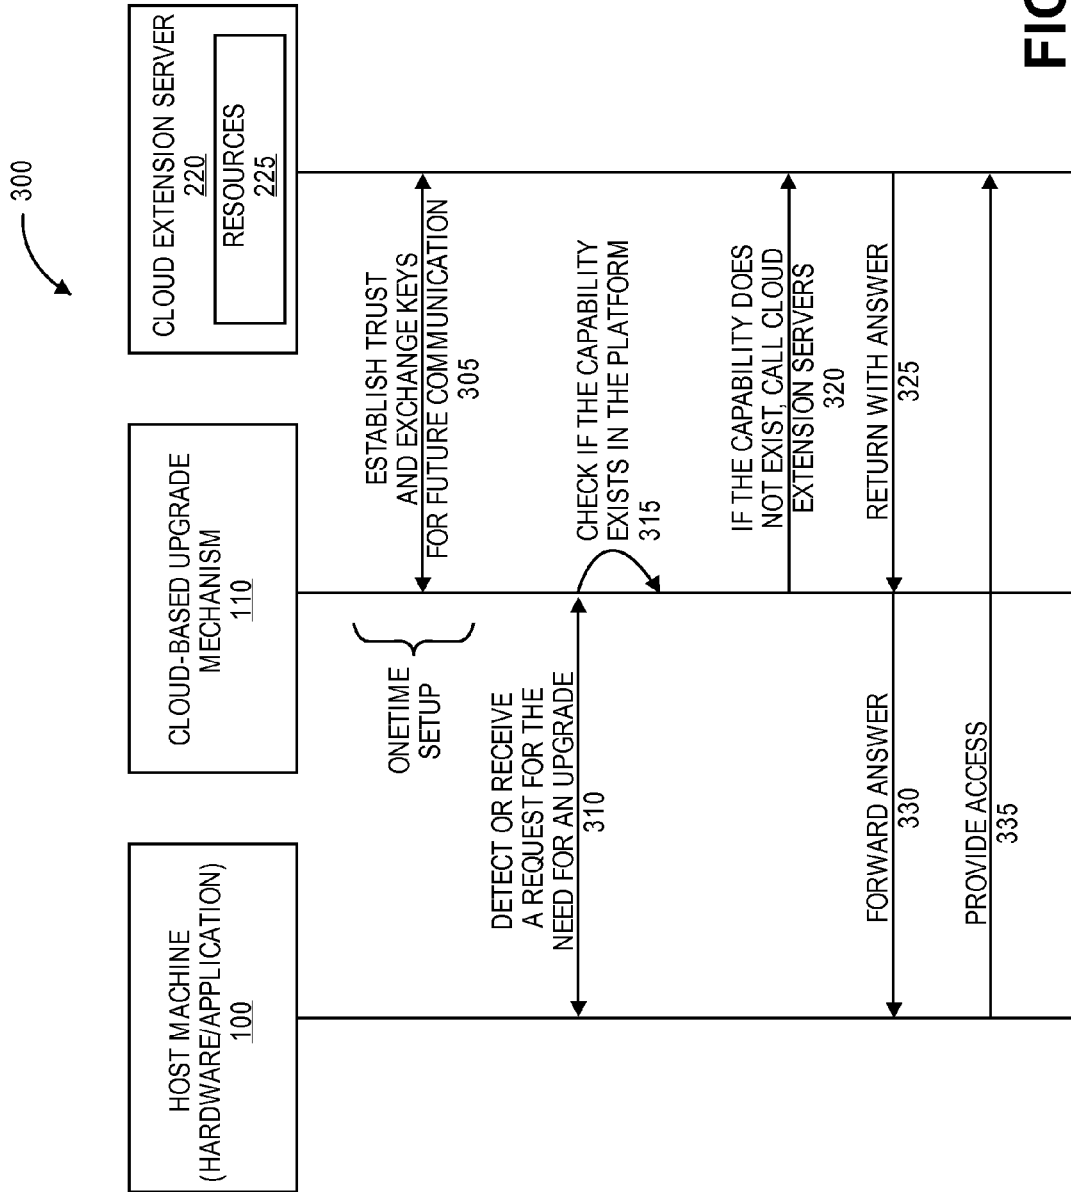 300
HOST MACHINE
(HARDWARE/APPLICATION)
100
CLOUD-BASED UPGRADE
MECHANISM
110
CLOUD EXTENSION SERVER
220
RESOURCES
225
ONETIME
SETUP
ESTABLISH TRUST
AND EXCHANGE KEYS
FOR FUTURE COMMUNICATION
305
DETECT OR RECEIVE
A REQUEST FOR THE
NEED FOR AN UPGRADE
310
CHECK IF THE CAPABILITY
EXISTS IN THE PLATFORM
315
IF THE CAPABILITY DOES
NOT EXIST, CALL CLOUD
EXTENSION SERVERS
320
RETURN WITH ANSWER
325
FORWARD ANSWER
330
PROVIDE ACCESS
335